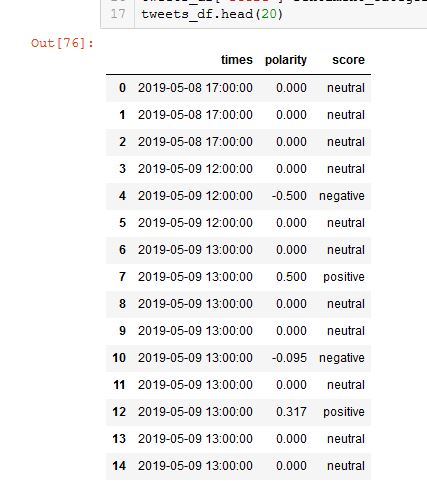 17 tweets_df.head(20)
Out[76]:
times polarity score
0 2019-05-08 17:00:00 0.000 neutral
1 2019-05-08 17:00:00 0.000 neutral
2 2019-05-08 17:00:00 0.000 neutral
3 2019-05-09 12:00:00 0.000 neutral
4 2019-05-09 12:00:00 -0.500 negative
5 2019-05-09 12:00:00 0.000 neutral
6 2019-05-09 13:00:00 0.000 neutral
7 2019-05-09 13:00:00 0.500 positive
8 2019-05-09 13:00:00 0.000 neutral
9 2019-05-09 13:00:00 0.000 neutral
10 2019-05-09 13:00:00 -0.095 negative
11 2019-05-09 13:00:00 0.000 neutral
12 2019-05-09 13:00:00 0.317 positive
13 2019-05-09 13:00:00 0.000 neutral
14 2019-05-09 13:00:00 0.000 neutral